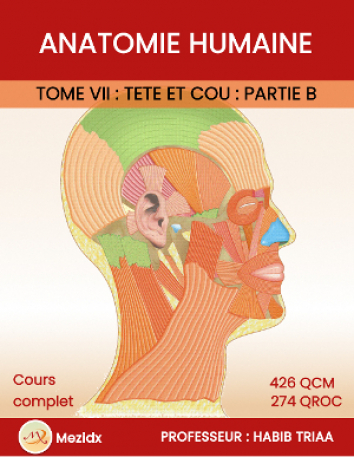 ANATOMIE HUMAINE
TOME VII : TETE ET COU : PARTIE B
Cours
complet
426 QCM
274 QROC
Mezidx
PROFESSEUR : HABIB TRIAA